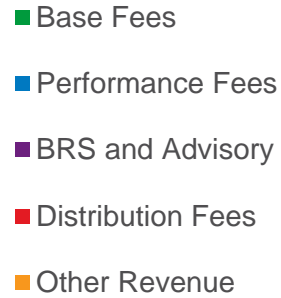 Base Fees
Performance Fees
BRS and Advisory
Distribution Fees
Other Revenue